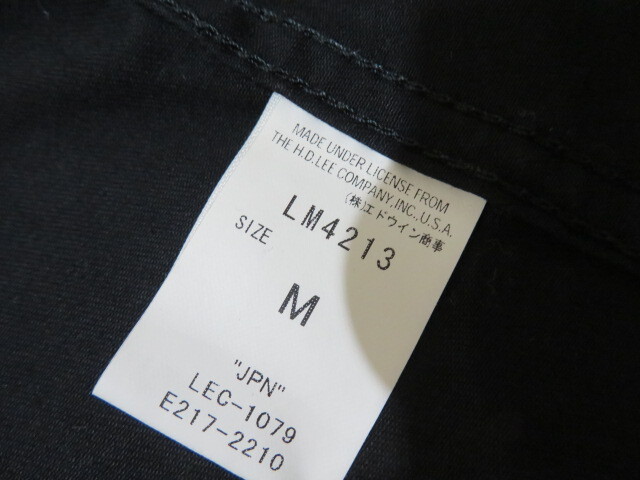 MADE UNDER LICENSE FROM
THE H.D.LEE COMPANY,INC.,U.S.A.
(株)エドウイン商事
LM4213
SIZE
M
"JPN"
LEC-1079
E217-2210